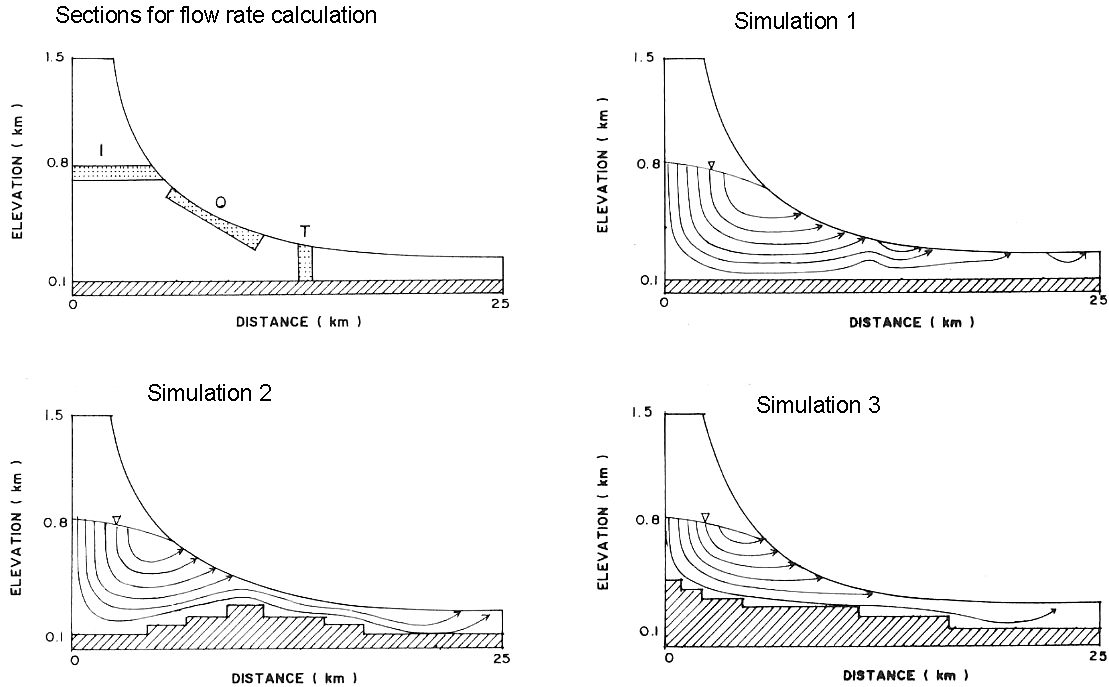 Sections for flow rate calculation
1.5
0.8
0.1
ELEVATION ( km )
I
O
T
0
25
DISTANCE ( km )
Simulation 1
1.5
0.8
0.1
ELEVATION ( km )
0
25
DISTANCE ( km )
Simulation 2
1.5
0.8
0.1
ELEVATION ( km )
0
25
DISTANCE ( km )
Simulation 3
1.5
0.8
0.1
ELEVATION ( km )
0
25
DISTANCE ( km )